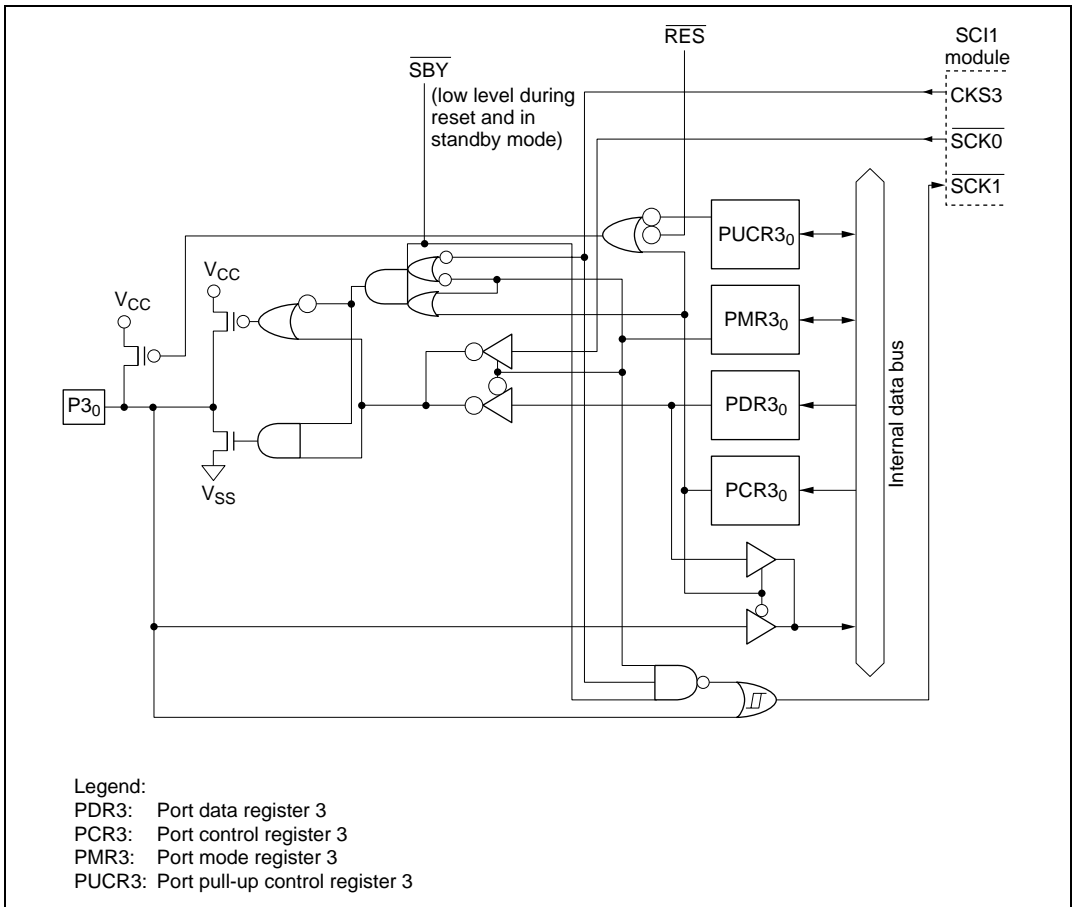 RES
SCI1
module
SBY
(low level during
reset and in
standby mode)
CKS3
SCK0
SCK1
PUCR3₀
VCC
VCC
PMR3₀
P3₀
PDR3₀
VSS
PCR3₀
Internal data bus
Legend:
PDR3: Port data register 3
PCR3: Port control register 3
PMR3: Port mode register 3
PUCR3: Port pull-up control register 3